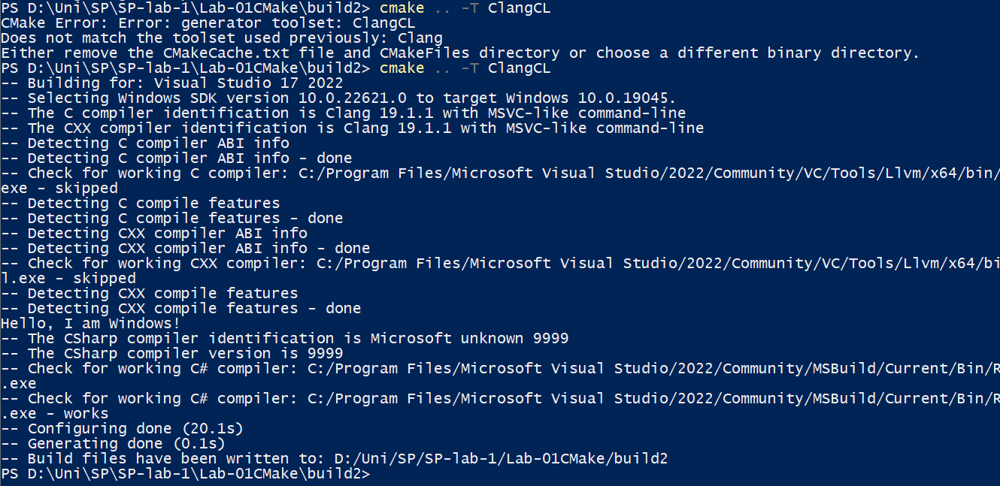 PS D:\Uni\SP\SP-lab-1\Lab-01CMake\build2> cmake .. -T ClangCL
CMake Error: Error: generator toolset: ClangCL
Does not match the toolset used previously: Clang
Either remove the CMakeCache.txt file and CMakeFiles directory or choose a different binary directory.
PS D:\Uni\SP\SP-lab-1\Lab-01CMake\build2> cmake .. -T ClangCL
-- Building for: Visual Studio 17 2022
-- Selecting Windows SDK version 10.0.22621.0 to target Windows 10.0.19045.
-- The C compiler identification is Clang 19.1.1 with MSVC-like command-line
-- The CXX compiler identification is Clang 19.1.1 with MSVC-like command-line
-- Detecting C compiler ABI info
-- Detecting C compiler ABI info - done
-- Check for working C compiler: C:/Program Files/Microsoft Visual Studio/2022/Community/VC/Tools/Llvm/x64/bin/
exe - skipped
-- Detecting C compile features
-- Detecting C compile features - done
-- Detecting CXX compiler ABI info
-- Detecting CXX compiler ABI info - done
-- Check for working CXX compiler: C:/Program Files/Microsoft Visual Studio/2022/Community/VC/Tools/Llvm/x64/bi
l.exe - skipped
-- Detecting CXX compile features
-- Detecting CXX compile features - done
Hello, I am Windows!
-- The CSharp compiler identification is Microsoft unknown 9999
-- The CSharp compiler version is 9999
-- Check for working C# compiler: C:/Program Files/Microsoft Visual Studio/2022/Community/MSBuild/Current/Bin/R
.exe
-- Check for working C# compiler: C:/Program Files/Microsoft Visual Studio/2022/Community/MSBuild/Current/Bin/R
.exe - works
-- Configuring done (20.1s)
-- Generating done (0.1s)
-- Build files have been written to: D:/Uni/SP/SP-lab-1/Lab-01CMake/build2
PS D:\Uni\SP\SP-lab-1\Lab-01CMake\build2>